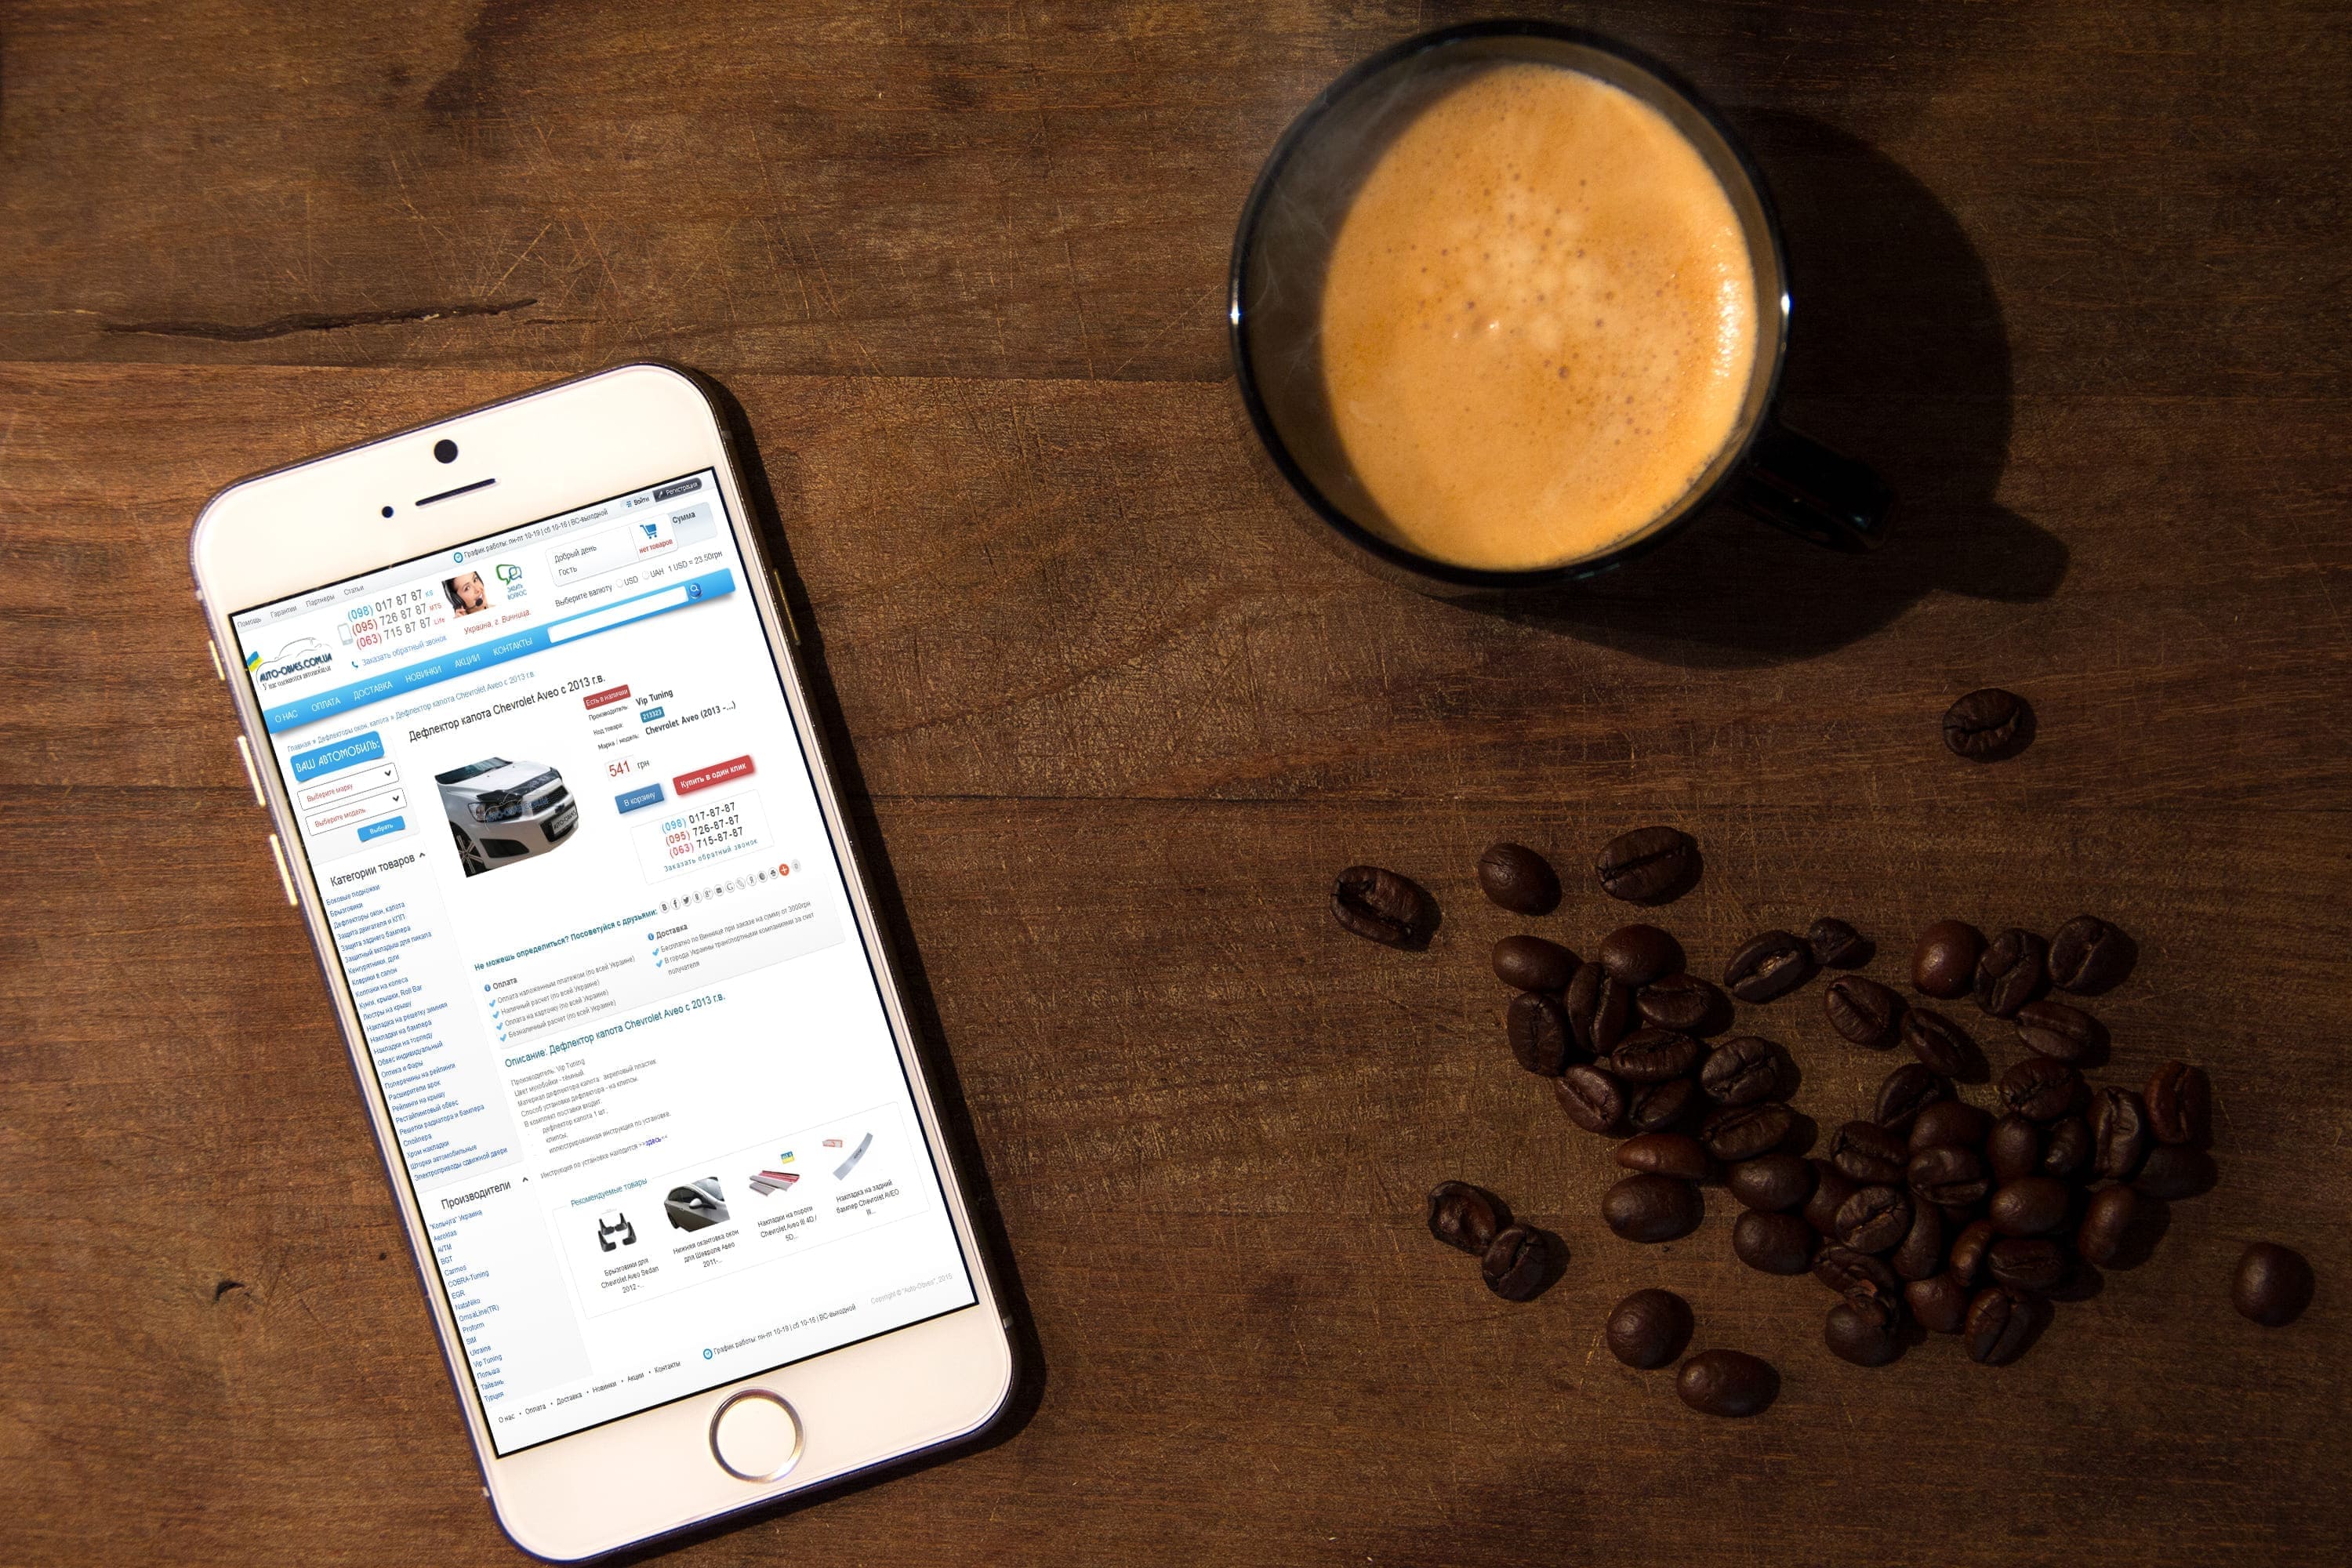 Помощь Гарантии Партнеры Статьи
График работы: пн-пт 10-19 | сб 10-16 | ВС-выходной
Войти Регистрация
AUTO-OBVES.COM.UA
(098) 017 87 87 KS
(095) 726 87 87 MTS
(063) 715 87 87 Life
Заказать обратный звонок
Украина, г. Винница
Добрый день
Гость
нет товаров
Сумма
Выберите валюту USD UAH 1 USD = 23.50грн
О НАС ОПЛАТА ДОСТАВКА НОВИНКИ АКЦИИ КОНТАКТЫ
Главная » Дефлекторы окон, капота » Дефлектор капота Chevrolet Aveo с 2013 г.в
ВАШ АВТОМОБИЛЬ:
Выберите марку
Выберите модель
Выбрать
Дефлектор капота Chevrolet Aveo с 2013 г.в.
Есть в наличии
Производитель: Vip Tuning
Код товара: 213323
Марка / модель: Chevrolet Aveo (2013 -...)
541 грн
В корзину
Купить в один клик
(098) 017-87-87
(095) 726-87-87
(063) 715-87-87
Заказать обратный звонок
Не можешь определиться? Посоветуйся с друзьями:
Оплата
Оплата наложенным платежом (по всей Украине)
Наличный расчет (по всей Украине)
Оплата на карточку (по всей Украине)
Безналичный расчет (по всей Украине)
Доставка
Бесплатно по Виннице при заказе на сумму от 3000грн
В города Украины транспортными компаниями за счет
получателя
Описание: Дефлектор капота Chevrolet Aveo с 2013 г.в.
Производитель: Vip Tuning
Цвет мухобойки - тёмный
Материал дефлектора капота: акриловый пластик
Способ установки дефлектора - на клипсы.
В комплект поставки входит:
дефлектор капота 1 шт.
клипсы.
иллюстрированная инструкция по установке.
Инструкция по установке находится >>здесь<<
Рекомендуемые товары
Брызговики для
Chevrolet Aveo Sedan
2012 -...
Нижняя окантовка окон
для Шевроле Авео
2011-...
Накладки на пороги
Chevrolet Aveo III 4D /
5D...
Накладка на задний
бампер Chevrolet AVEO
III...
Категории товаров
Боковые подножки
Брызговики
Дефлекторы окон, капота
Защита двигателя и КПП
Защита заднего бампера
Защитный вкладыш для пикапа
Кенгурятники, дуги
Коврики в салон
Колпаки на колеса
Кунги, крышки, Roll Bar
Люстры на крышу
Накладка на решетку зимняя
Накладки на бампера
Накладки на торпеду
Обвес индивидуальный
Оптика и Фары
Поперечины на рейлинги
Расширители арок
Рейлинги на крышу
Рестайлинговый обвес
Решетки радиатора и бампера
Спойлера
Хром накладки
Шторки автомобильные
Электроприводы сдвижной двери
Производители
"Кольчуга" Украина
Aeroklas
AVTM
BGT
Carmos
COBRA-Tuning
EGR
NataNiko
OmsaLine(TR)
Proform
SIM
Ukraine
Vip Tuning
Польша
Тайвань
Турция
О нас • Оплата • Доставка • Новинки • Акции • Контакты
График работы: пн-пт 10-19 | сб 10-16 | ВС-выходной
Copyright © "Auto-Obves", 2015